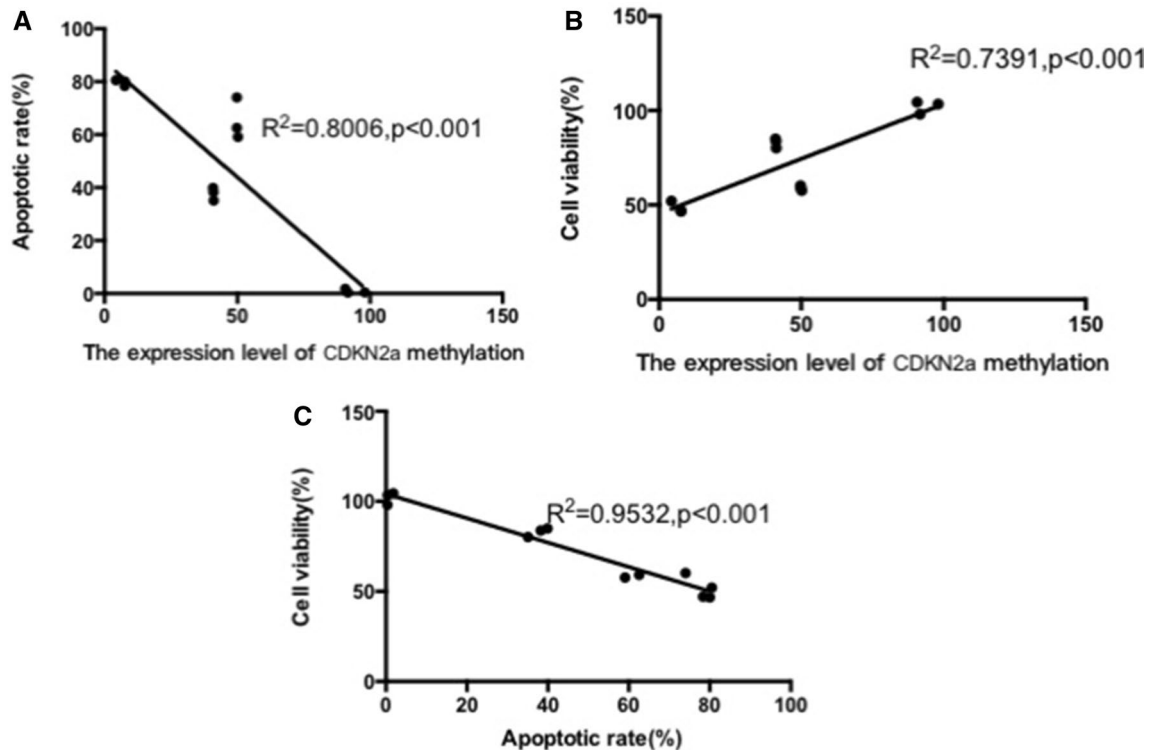 A
Apoptotic rate(%)
100
80
60
40
20
0
R²=0.8006,p<0.001
0 50 100 150
The expression level of CDKN2a methylation
B
Cell viability(%)
150
100
50
0
R²=0.7391,p<0.001
0 50 100 150
The expression level of CDKN2a methylation
C
Cell viability(%)
150
100
50
0
R²=0.9532,p<0.001
0 20 40 60 80 100
Apoptotic rate(%)